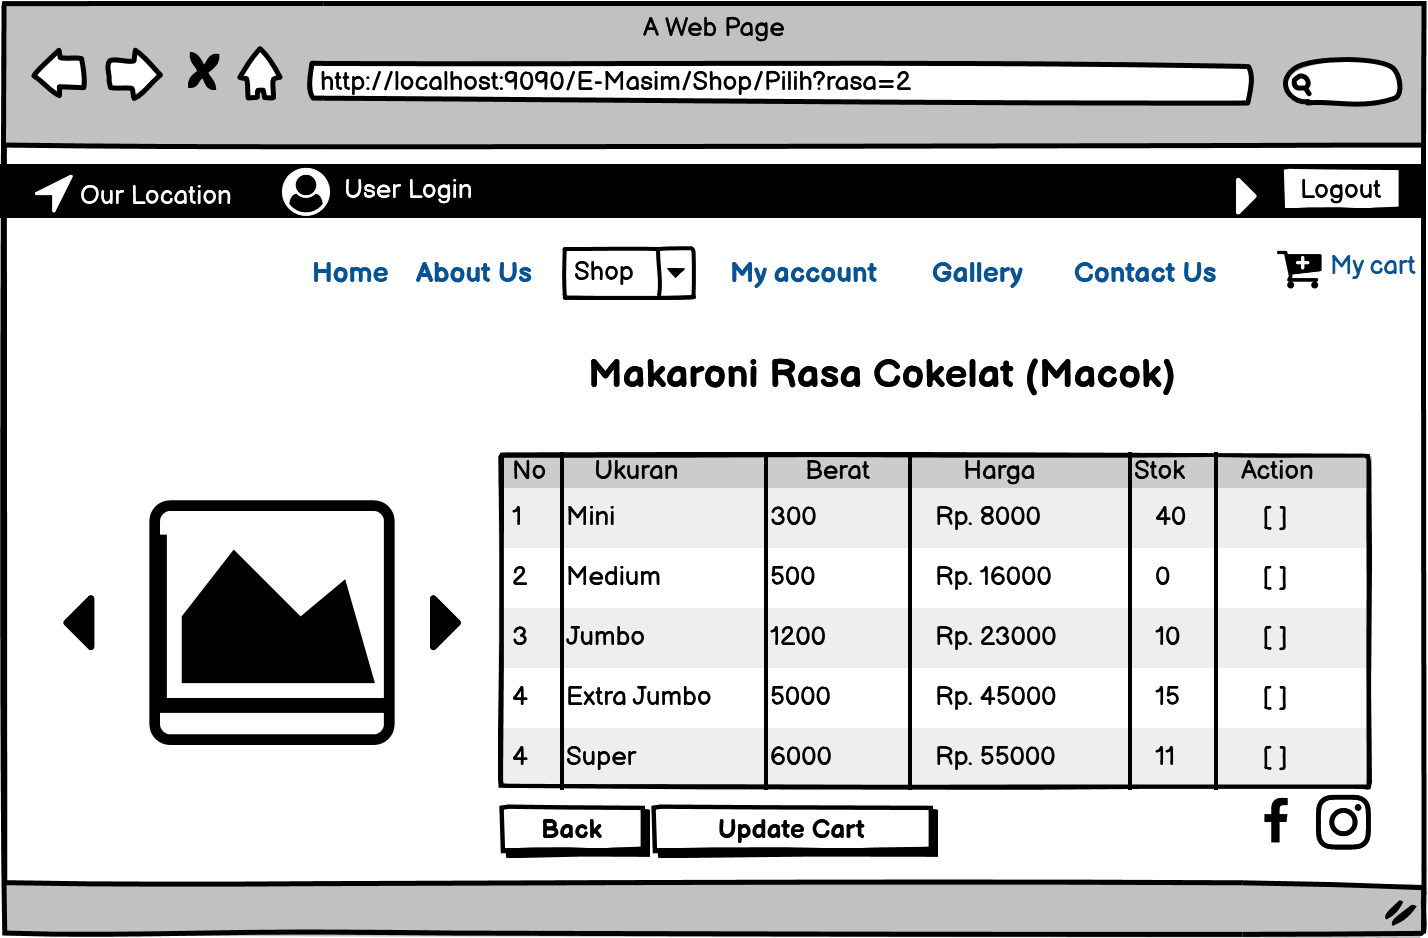 A Web Page
http://localhost:9090/E-Masim/Shop/Pilih?rasa=2
Our Location User Login Logout
Home About Us Shop My account Gallery Contact Us My cart
Makaroni Rasa Cokelat (Macok)
No Ukuran Berat Harga Stok Action
1 Mini 300 Rp. 8000 40 [ ]
2 Medium 500 Rp. 16000 0 [ ]
3 Jumbo 1200 Rp. 23000 10 [ ]
4 Extra Jumbo 5000 Rp. 45000 15 [ ]
4 Super 6000 Rp. 55000 11 [ ]
Back Update Cart